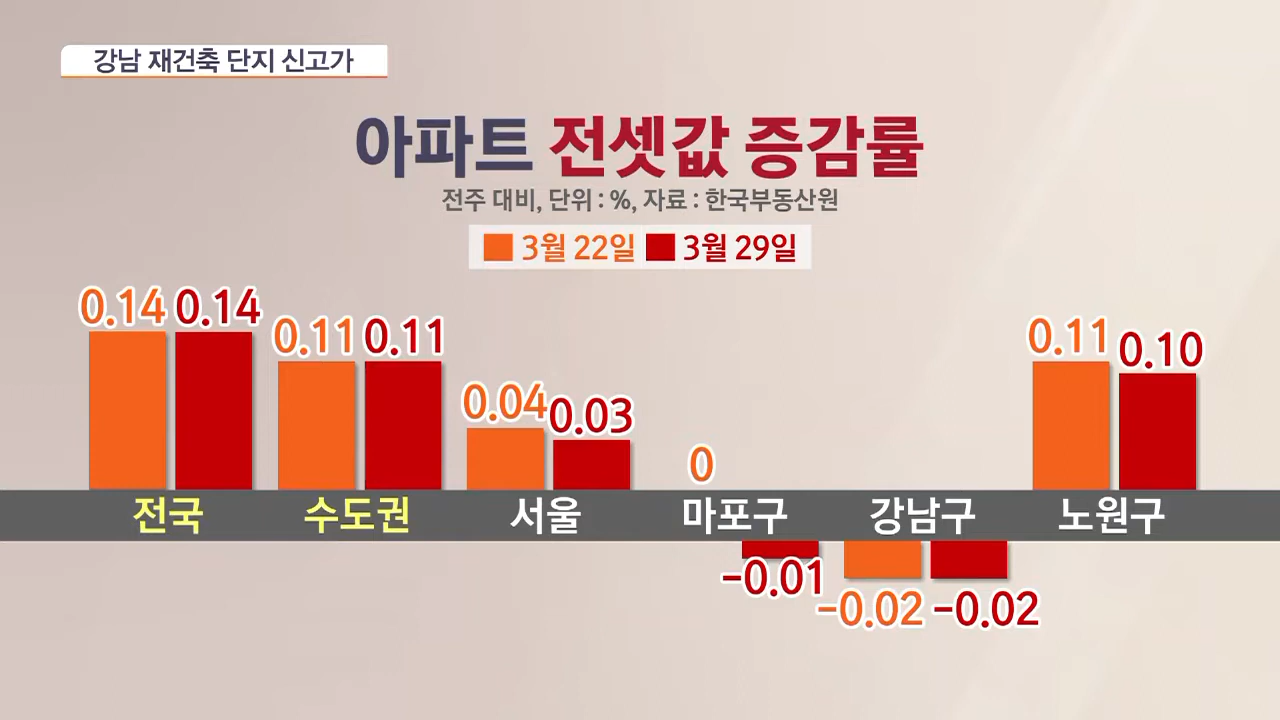 강남 재건축 단지 신고가
아파트 전셋값 증감률
전주 대비, 단위 : %, 자료 : 한국부동산원
3월 22일 3월 29일
0.14 0.14 0.11 0.11 0.04 0.03 0 0.11 0.10
전국 수도권 서울 마포구 강남구 노원구
-0.01 -0.02 -0.02